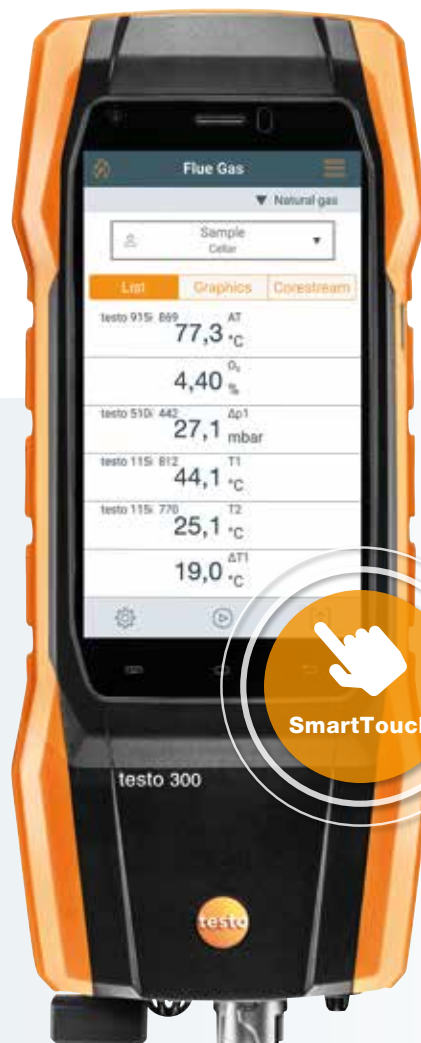 Flue Gas
▼ Natural gas
Sample
Cellar
List Graphics Corestream
testo 915i 869
AT
77,3 °C
O₂
4,40 %
testo 510i 442
Δp1
27,1 mbar
testo 115i 812
T1
44,1 °C
testo 115i 770
T2
25,1 °C
ΔT1
19,0 °C
SmartTouch
testo 300
testo